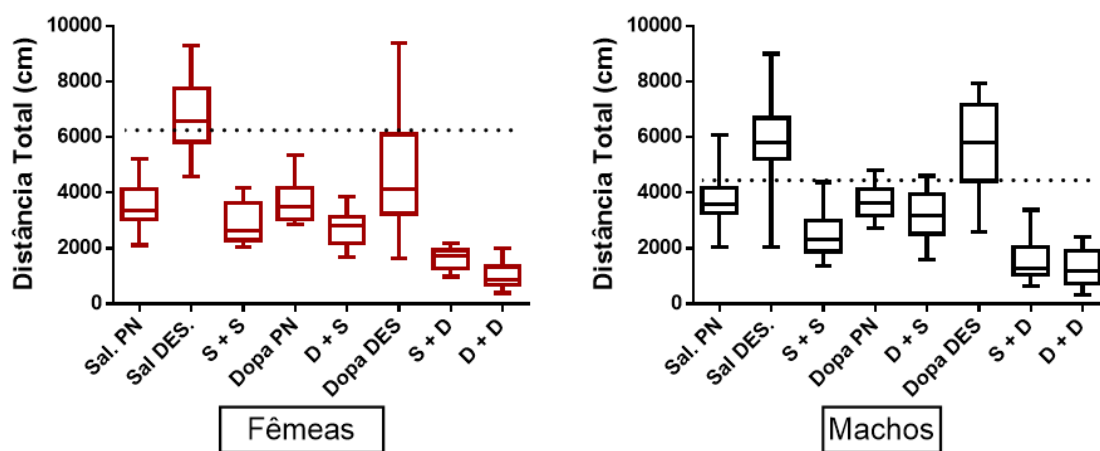 Distância Total (cm)
10000
8000
6000
4000
2000
0
Sal. PN
Sal DES.
S + S
Dopa PN
D + S
Dopa DES
S + D
D + D
Fêmeas
Distância Total (cm)
10000
8000
6000
4000
2000
0
Sal. PN
Sal DES.
S + S
Dopa PN
D + S
Dopa DES
S + D
D + D
Machos